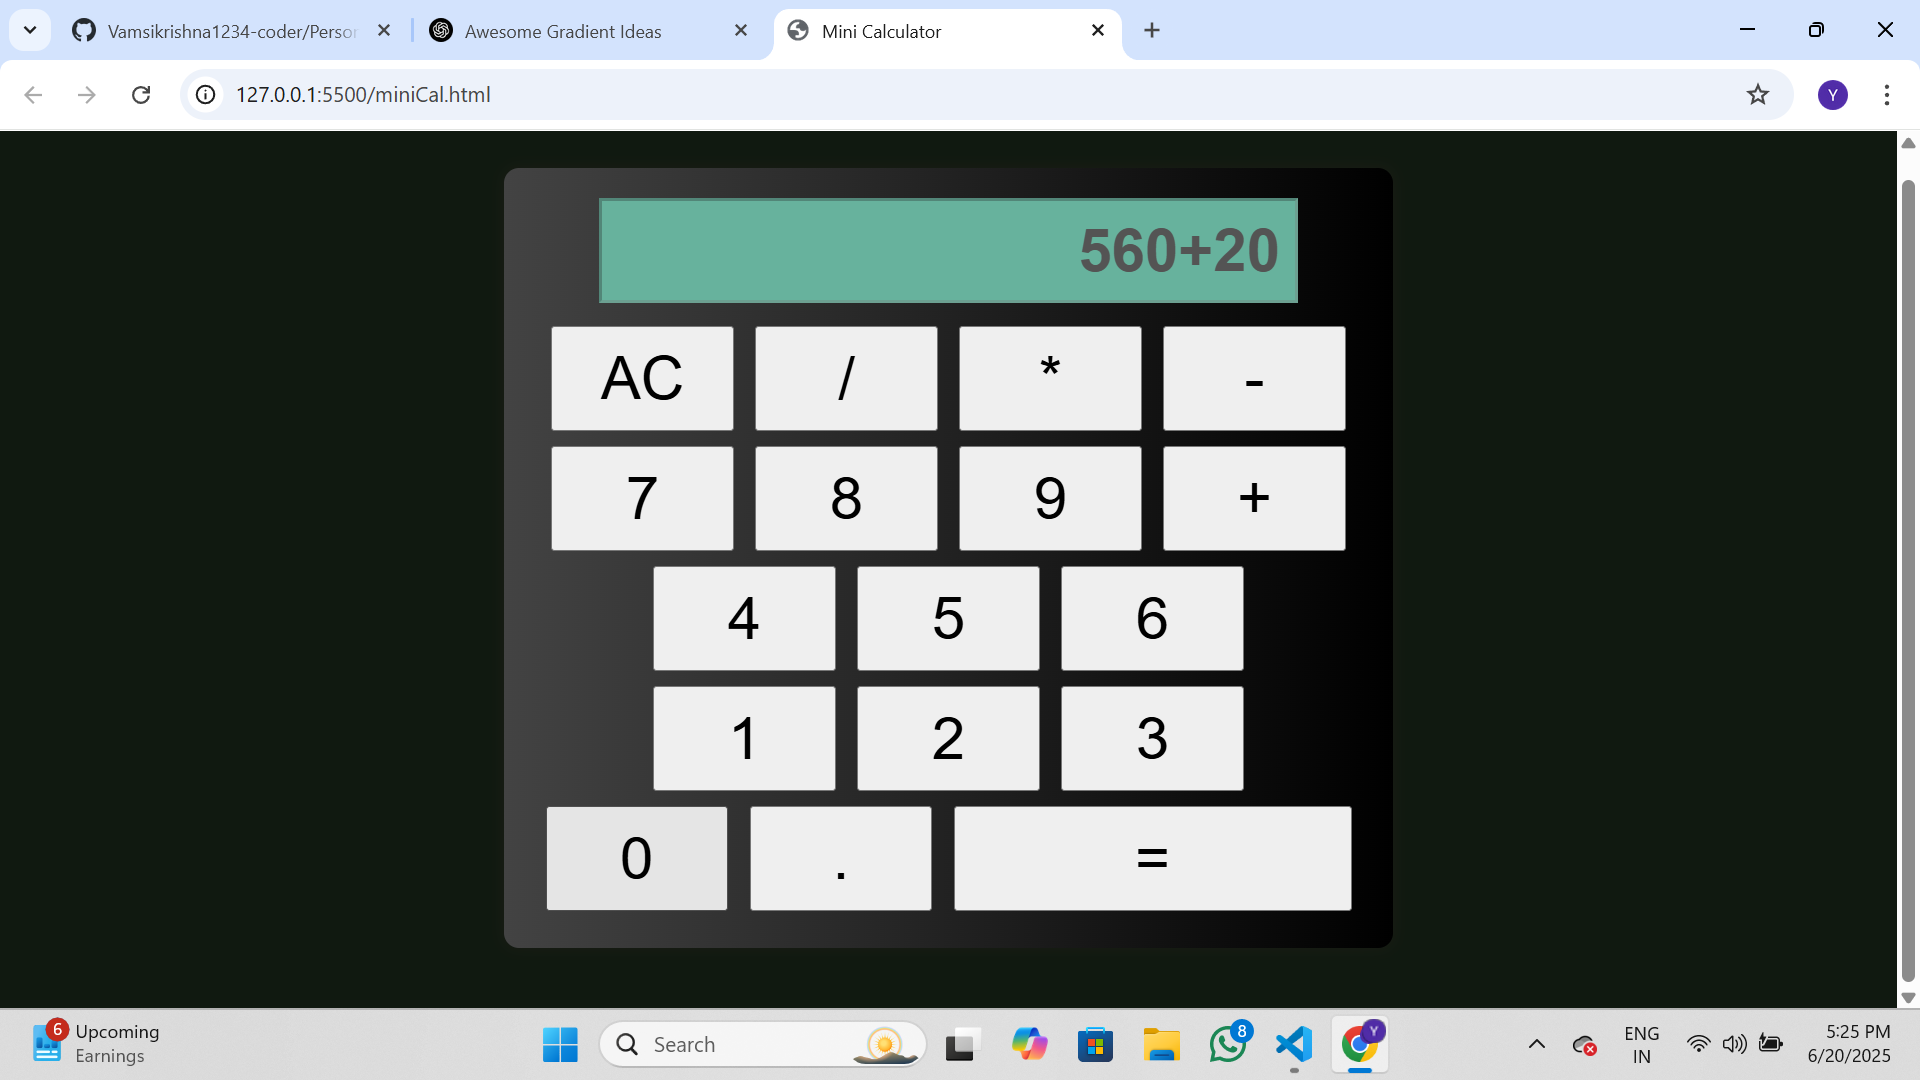 Vamsikrishna1234-coder/Person
Awesome Gradient Ideas
Mini Calculator
127.0.0.1:5500/miniCal.html
Y
560+20
AC / * -
7 8 9 +
4 5 6
1 2 3
0 . =
6
Upcoming
Earnings
Search
8
Y
ENG
IN
5:25 PM
6/20/2025